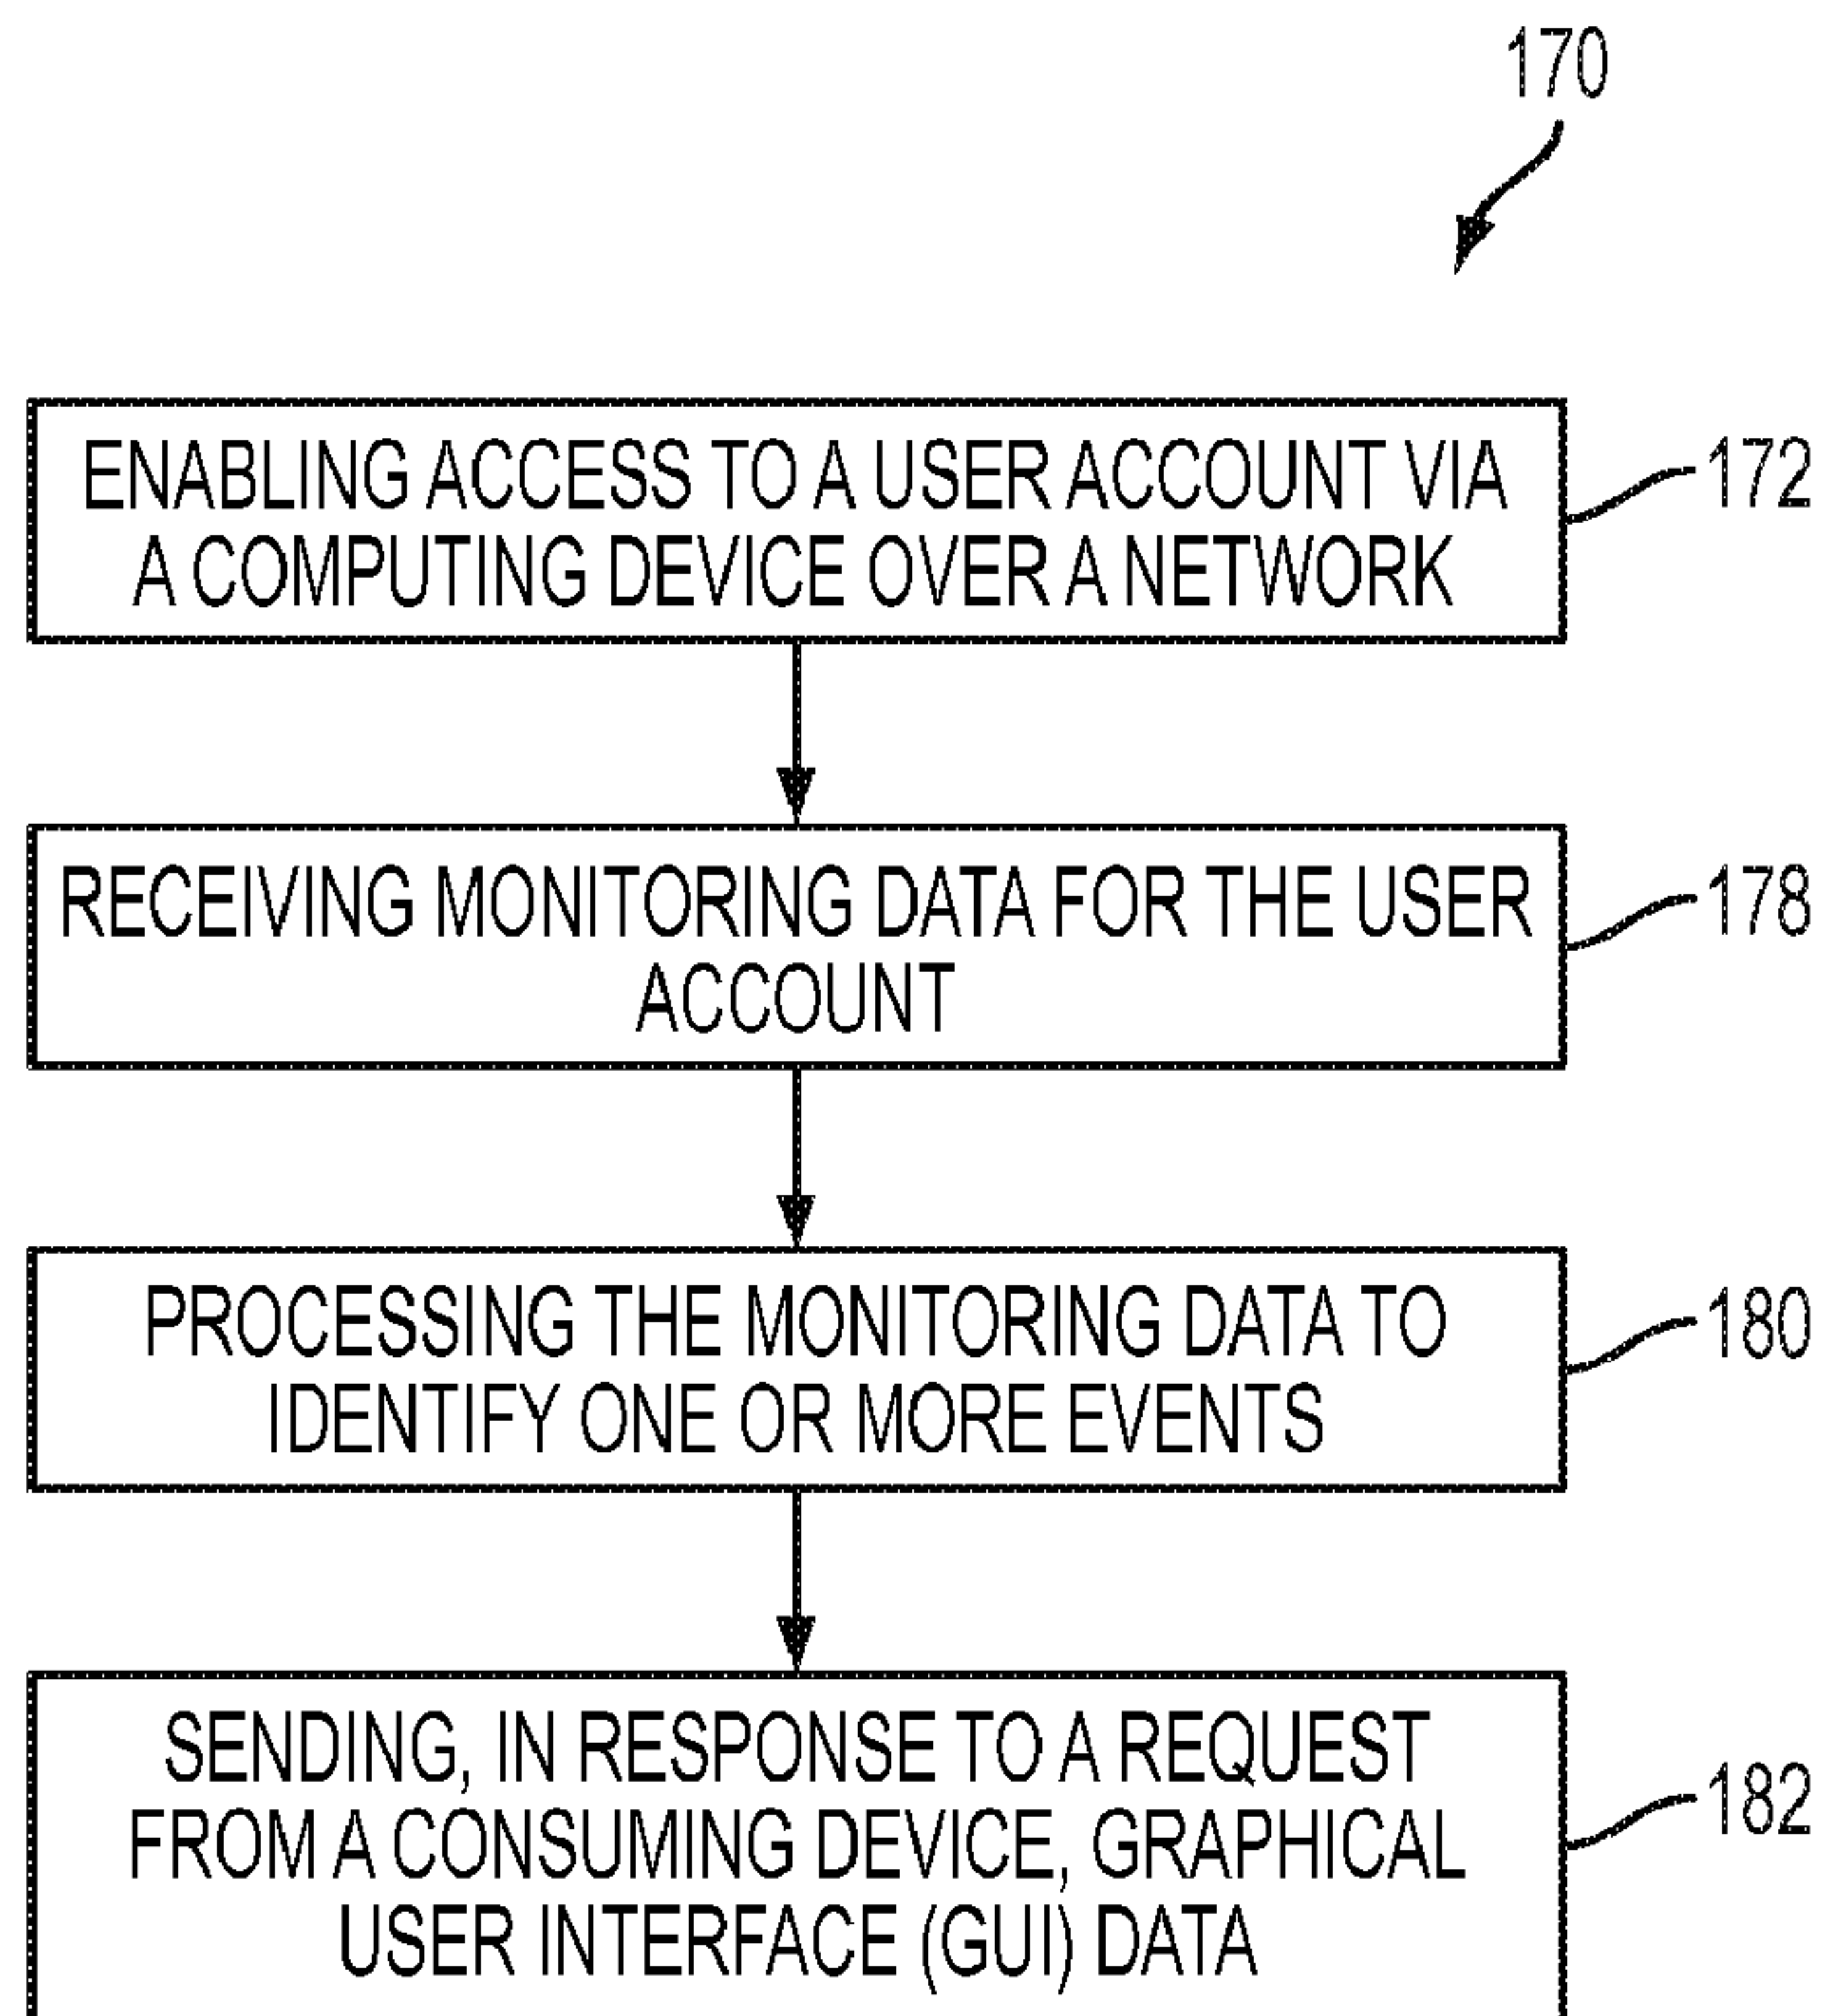 170
ENABLING ACCESS TO A USER ACCOUNT VIA
A COMPUTING DEVICE OVER A NETWORK
172
RECEIVING MONITORING DATA FOR THE USER
ACCOUNT
178
PROCESSING THE MONITORING DATA TO
IDENTIFY ONE OR MORE EVENTS
180
SENDING, IN RESPONSE TO A REQUEST
FROM A CONSUMING DEVICE, GRAPHICAL
USER INTERFACE (GUI) DATA
182